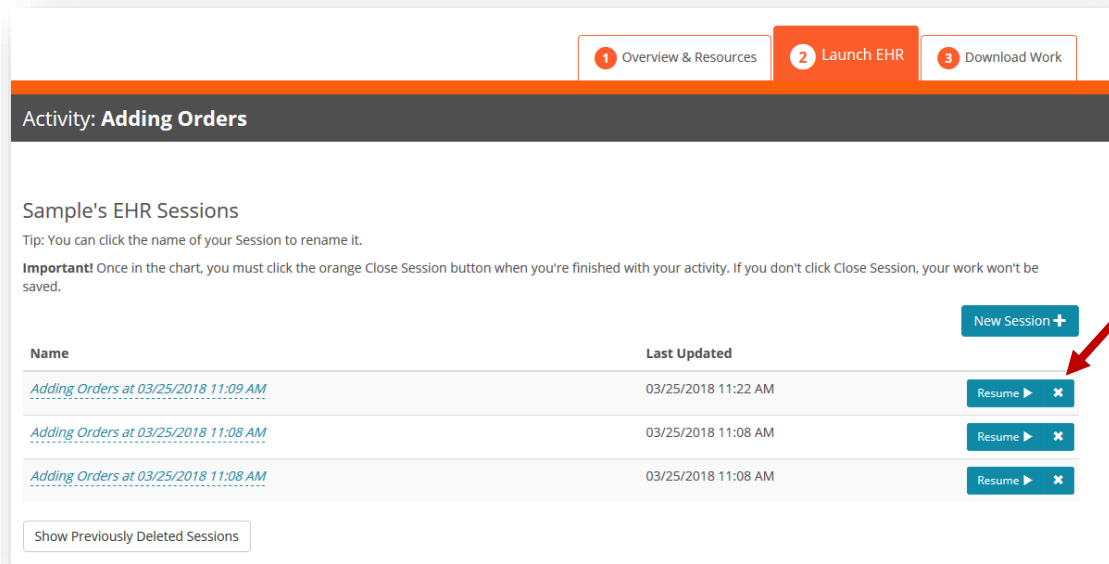 1 Overview & Resources 2 Launch EHR 3 Download Work
Activity: Adding Orders
Sample's EHR Sessions
Tip: You can click the name of your Session to rename it.
Important! Once in the chart, you must click the orange Close Session button when you're finished with your activity. If you don't click Close Session, your work won't be
saved.
New Session
Name Last Updated
Adding Orders at 03/25/2018 11:09 AM 03/25/2018 11:22 AM Resume
Adding Orders at 03/25/2018 11:08 AM 03/25/2018 11:08 AM Resume
Adding Orders at 03/25/2018 11:08 AM 03/25/2018 11:08 AM Resume
Show Previously Deleted Sessions